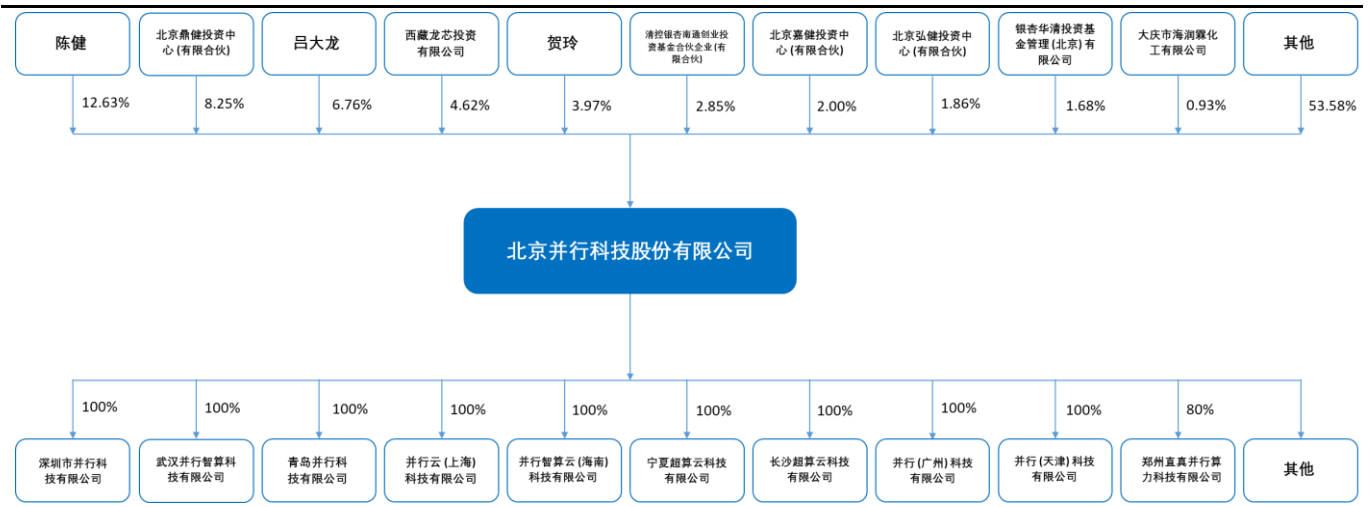 陈健
北京鼎健投资中
心 (有限合伙)
吕大龙
西藏龙芯投资
有限公司
贺玲
清控银杏南通创业投
资基金合伙企业 (有
限合伙)
北京嘉健投资中
心 (有限合伙)
北京弘健投资中
心 (有限合伙)
银杏华清投资基
金管理 (北京) 有
限公司
大庆市海润霖化
工有限公司
其他
12.63%
8.25%
6.76%
4.62%
3.97%
2.85%
2.00%
1.86%
1.68%
0.93%
53.58%
北京并行科技股份有限公司
100%
100%
100%
100%
100%
100%
100%
100%
100%
80%
深圳市并行科
技有限公司
武汉并行智算科
技有限公司
青岛并行科
技有限公司
并行云 (上海)
科技有限公司
并行智算云 (海南)
科技有限公司
宁夏超算云科技
有限公司
长沙超算云科技
有限公司
并行 (广州) 科技
有限公司
并行 (天津) 科技
有限公司
郑州直真并行算
力科技有限公司
其他